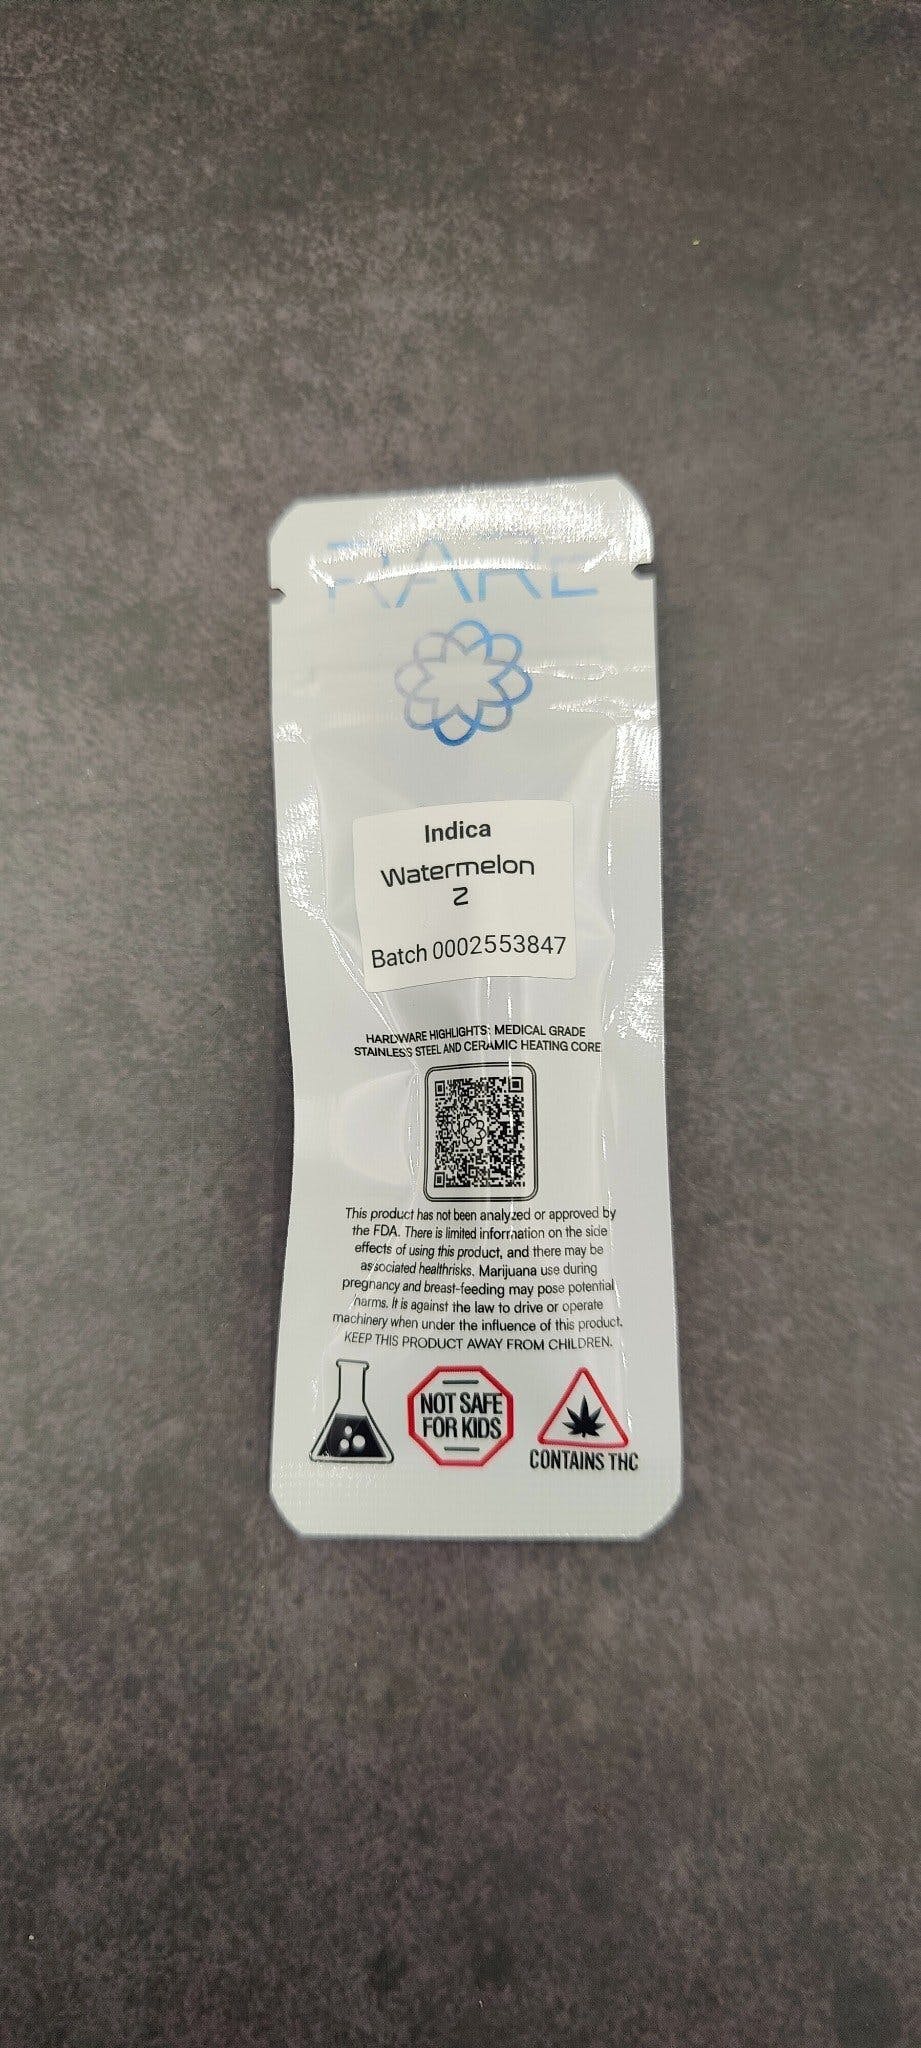 RARE
Indica
Watermelon
Z
Batch 0002553847
HARDWARE HIGHLIGHTS: MEDICAL GRADE
STAINLESS STEEL AND CERAMIC HEATING CORE
This product has not been analyzed or approved by
the FDA. There is limited information on the side
effects of using this product, and there may be
associated healthrisks. Marijuana use during
pregnancy and breast-feeding may pose potential
harms. It is against the law to drive or operate
machinery when under the influence of this product.
KEEP THIS PRODUCT AWAY FROM CHILDREN.
NOT SAFE
FOR KIDS
CONTAINS THC